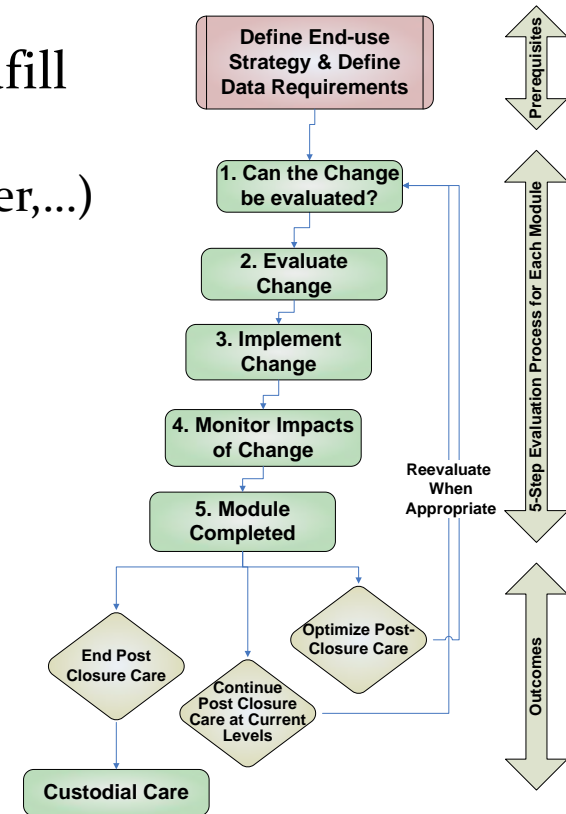 fill
er,...)
Define End-use
Strategy & Define
Data Requirements
Prerequisites
1. Can the Change
be evaluated?
2. Evaluate
Change
3. Implement
Change
4. Monitor Impacts
of Change
5. Module
Completed
Reevaluate
When
Appropriate
5-Step Evaluation Process for Each Module
End Post
Closure Care
Continue
Post Closure
Care at Current
Levels
Optimize Post-
Closure Care
Outcomes
Custodial Care